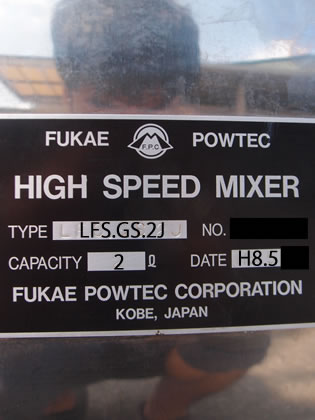 FUKAE F.P.C POWTEC
HIGH SPEED MIXER
TYPE LFS.GS.2J NO.
CAPACITY 2 ℓ DATE H8.5
FUKAE POWTEC CORPORATION
KOBE, JAPAN